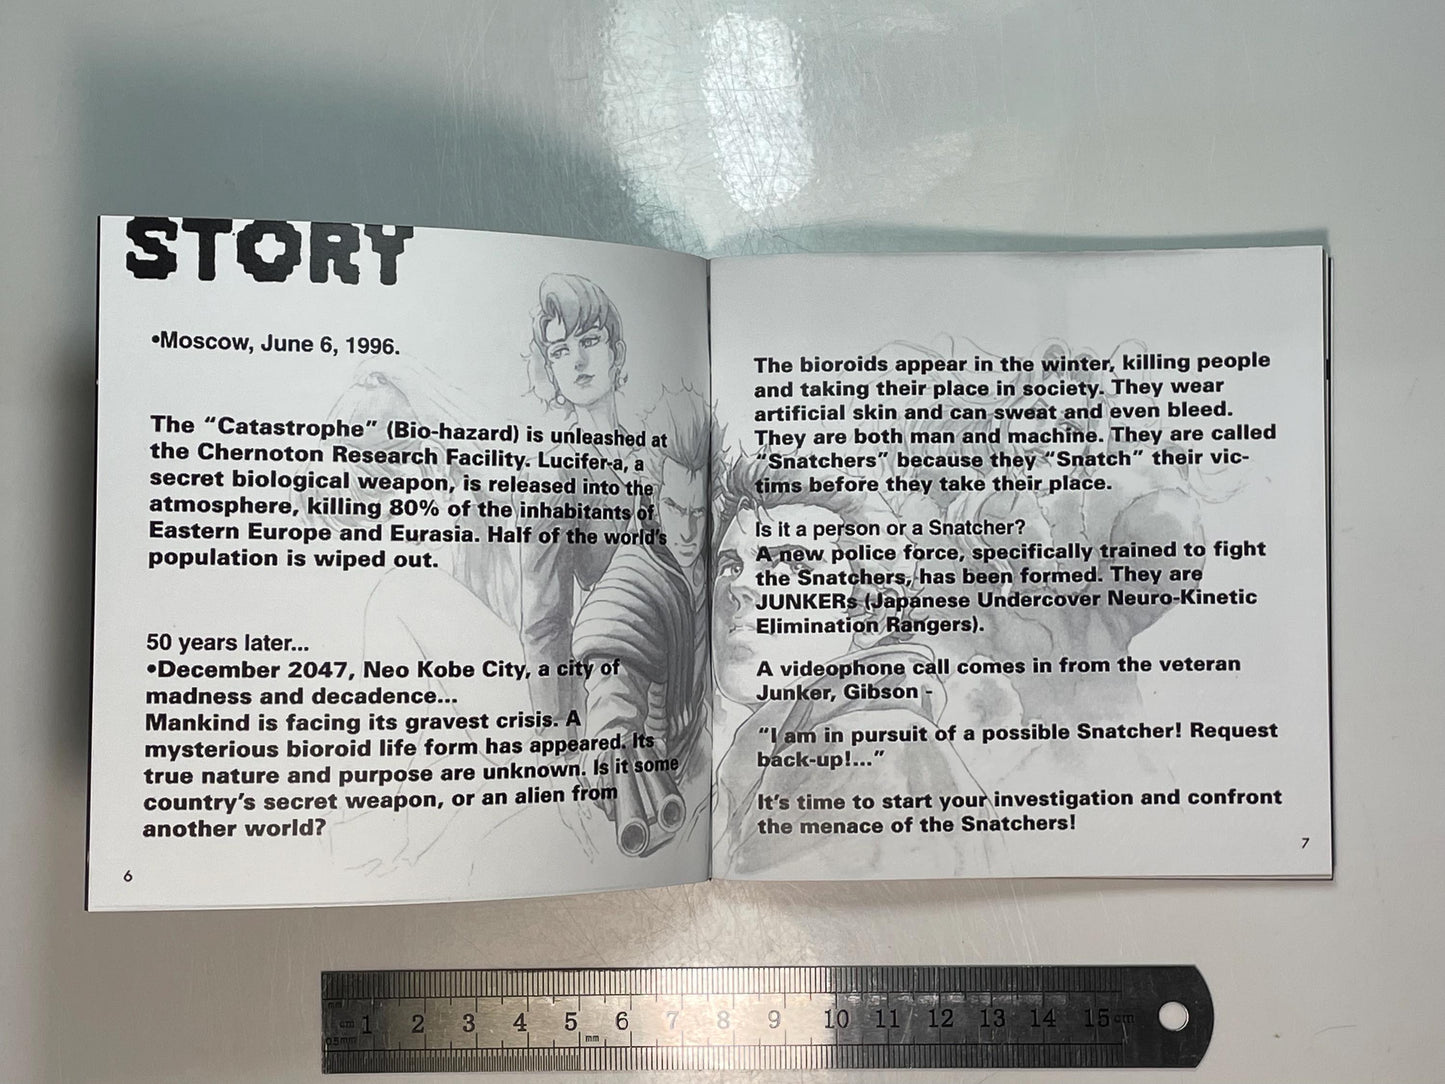 STORY
•Moscow, June 6, 1996.
The “Catastrophe” (Bio-hazard) is unleashed at
the Chernoton Research Facility. Lucifer-a, a
secret biological weapon, is released into the
atmosphere, killing 80% of the inhabitants of
Eastern Europe and Eurasia. Half of the world's
population is wiped out.
50 years later...
•December 2047, Neo Kobe City, a city of
madness and decadence...
Mankind is facing its gravest crisis. A
mysterious bioroid life form has appeared. Its
true nature and purpose are unknown. Is it some
country's secret weapon, or an alien from
another world?
6
The bioroids appear in the winter, killing people
and taking their place in society. They wear
artificial skin and can sweat and even bleed.
They are both man and machine. They are called
“Snatchers” because they “Snatch” their vic-
tims before they take their place.
Is it a person or a Snatcher?
A new police force, specifically trained to fight
the Snatchers, has been formed. They are
JUNKERs (Japanese Undercover Neuro-Kinetic
Elimination Rangers).
A videophone call comes in from the veteran
Junker, Gibson -
“I am in pursuit of a possible Snatcher! Request
back-up!...”
It's time to start your investigation and confront
the menace of the Snatchers!
7
mm
cm 1 2 3 4 5 6 7 8 9 10 11 12 13 14 15 cm
0.5mm mm